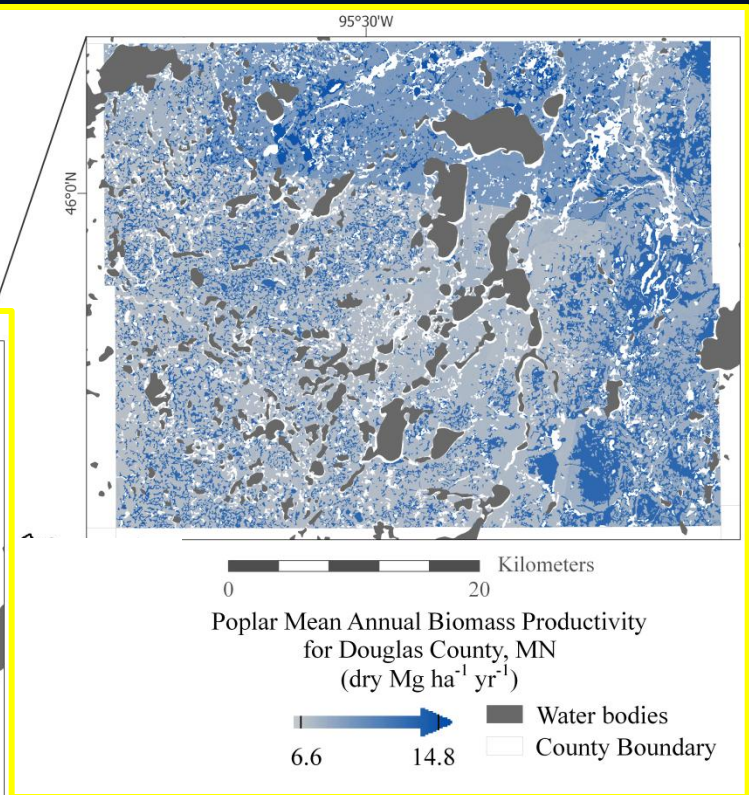 95°30'W
46°0'N
Kilometers
0 20
Poplar Mean Annual Biomass Productivity
for Douglas County, MN
(dry Mg ha⁻¹ yr⁻¹)
Water bodies
6.6 14.8
County Boundary